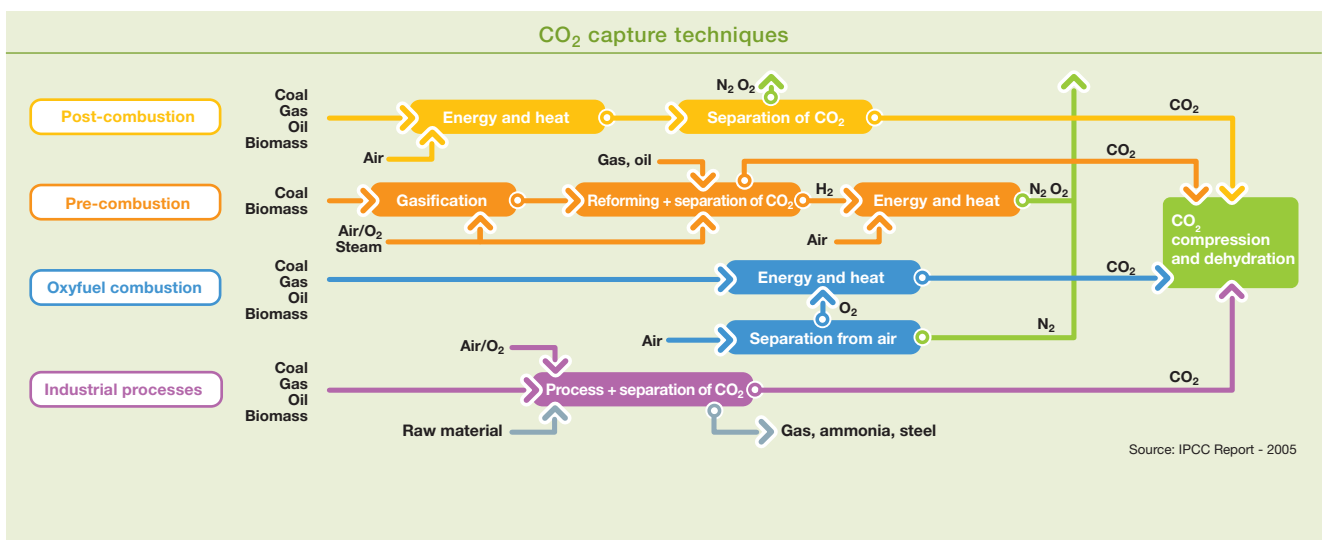 CO₂ capture techniques
Post-combustion
Coal
Gas
Oil
Biomass
Air
Energy and heat
N₂ O₂
Separation of CO₂
CO₂
Pre-combustion
Coal
Biomass
Air/O₂
Steam
Gasification
Gas, oil
Reforming + separation of CO₂
H₂
Air
Energy and heat
N₂ O₂
CO₂
CO₂
compression
and dehydration
Oxyfuel combustion
Coal
Gas
Oil
Biomass
Energy and heat
CO₂
O₂
Air
Separation from air
N₂
Industrial processes
Coal
Gas
Oil
Biomass
Air/O₂
Process + separation of CO₂
CO₂
Raw material
Gas, ammonia, steel
Source: IPCC Report - 2005